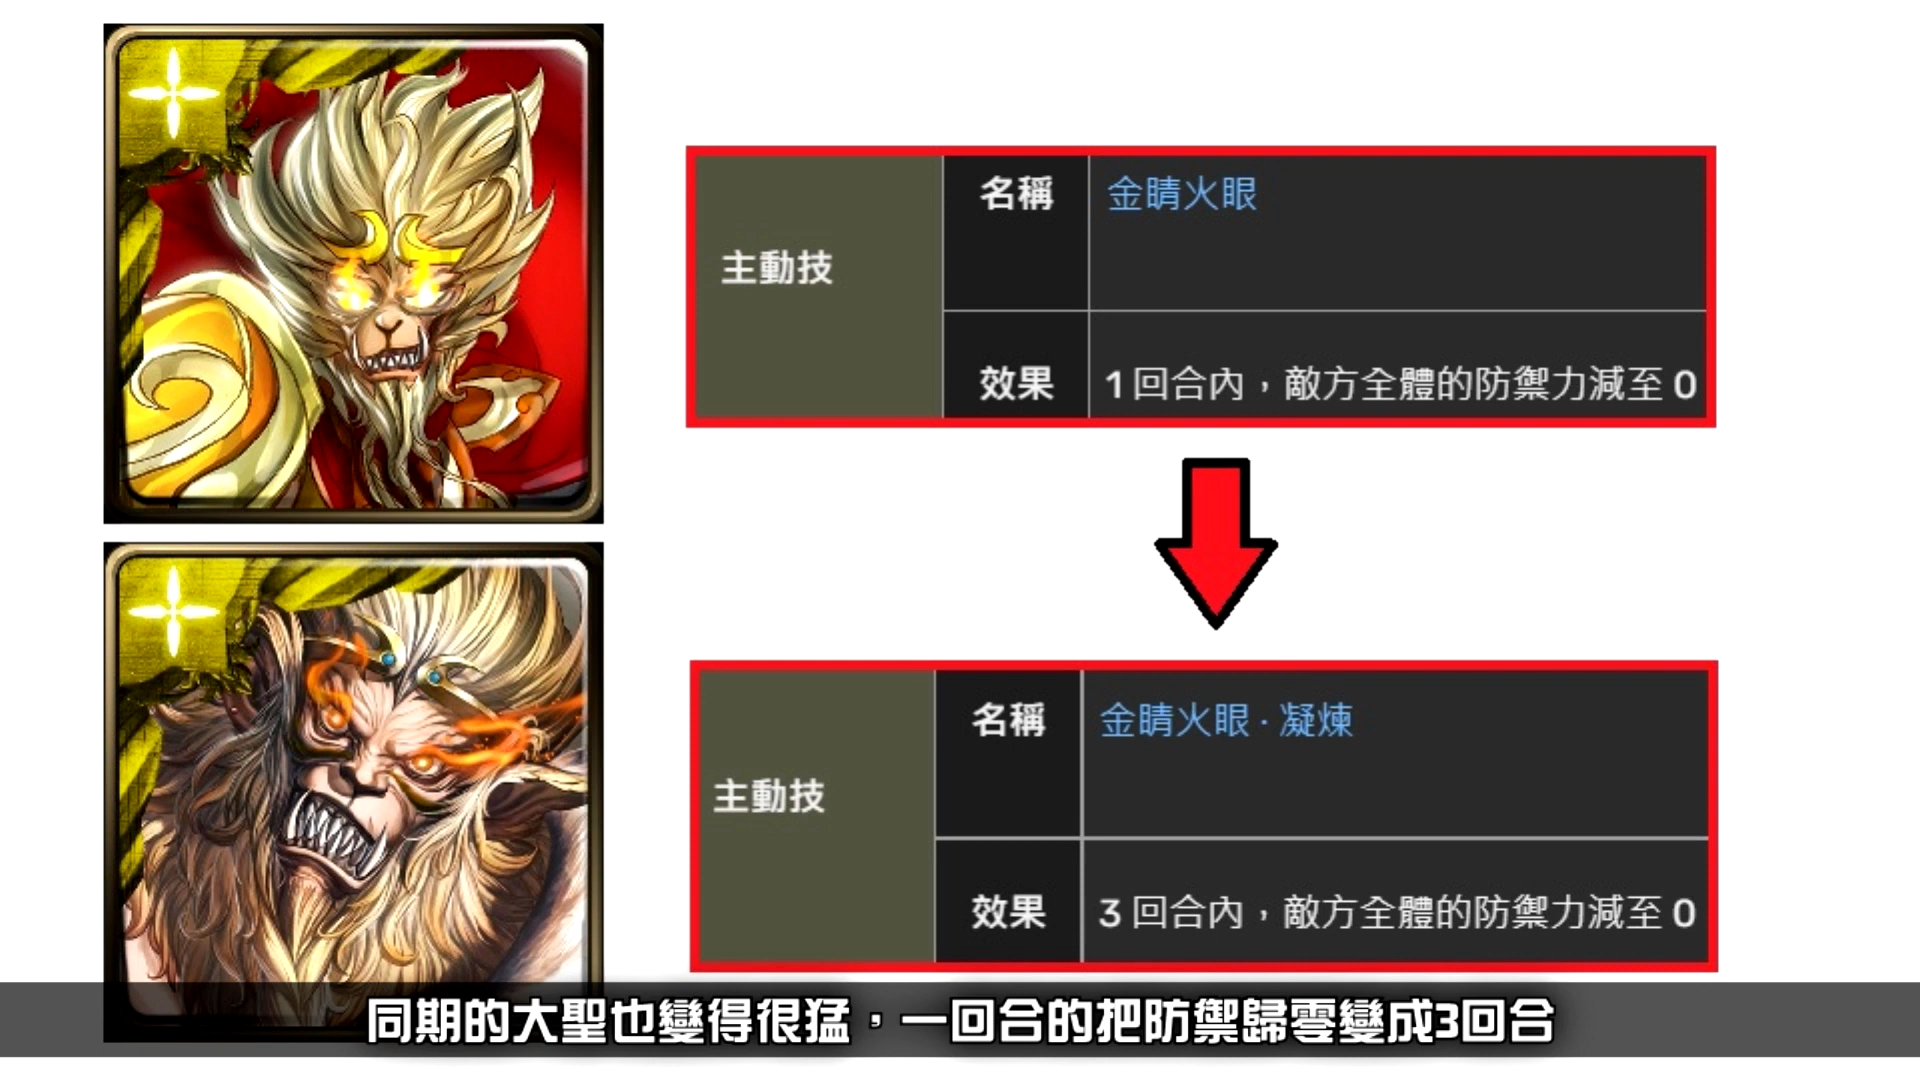 主動技
名稱
金睛火眼
效果
1 回合內，敵方全體的防禦力減至 0
主動技
名稱
金睛火眼 · 凝煉
效果
3 回合內，敵方全體的防禦力減至 0
同期的大聖也變得很猛，一回合的把防禦歸零變成3回合